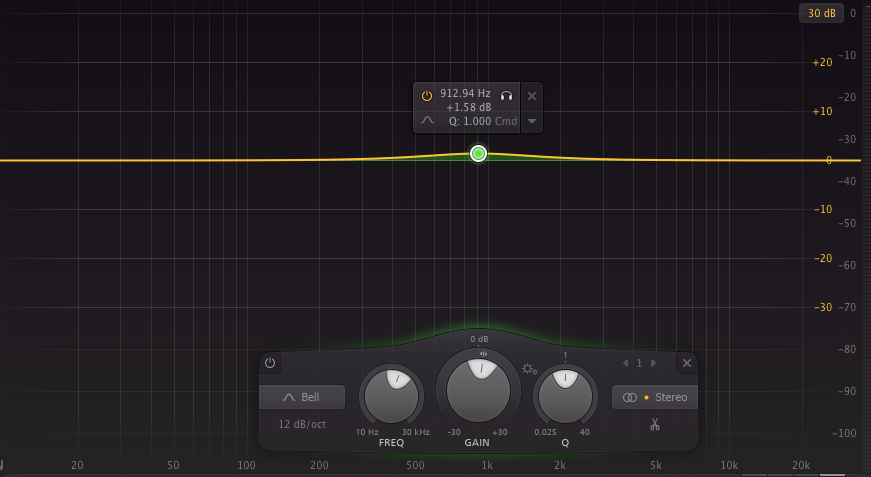 30 dB 0
-10
+20
-20
+10
-30
0
-40
-10
-50
-20
-60
-30
-70
-80
-90
-100
912.94 Hz
+1.58 dB
Q: 1.000 Cmd
0 dB
1
1
Bell
Stereo
12 dB/oct
10 Hz 30 kHz
-30 +30
0.025 40
FREQ
GAIN
Q
20 50 100 200 500 1k 2k 5k 10k 20k